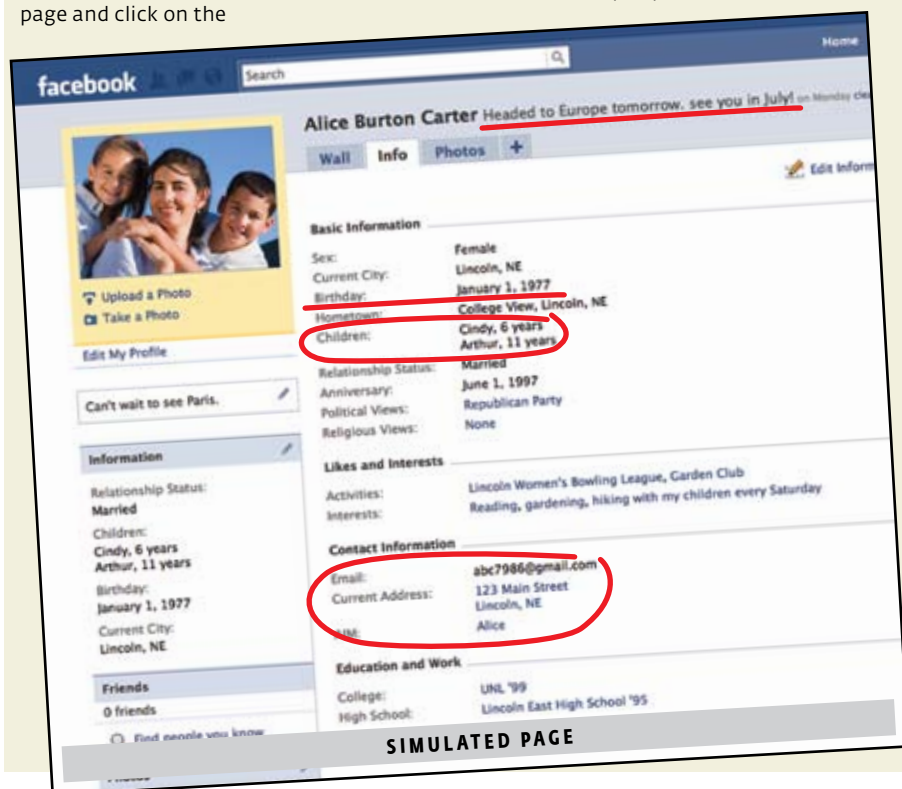 page and click on the
facebook
Search
Home
Alice Burton Carter Headed to Europe tomorrow. see you in July! on Monday
Wall Info Photos +
Edit Inform
Upload a Photo
Take a Photo
Edit My Profile
Can't wait to see Paris.
Information
Relationship Status:
Married
Children:
Cindy, 6 years
Arthur, 11 years
Birthday:
January 1, 1977
Current City:
Lincoln, NE
Friends
0 friends
Find people you know
Basic Information
Sex: Female
Current City: Lincoln, NE
Birthday: January 1, 1977
Hometown: College View, Lincoln, NE
Children: Cindy, 6 years
Arthur, 11 years
Relationship Status: Married
Anniversary: June 1, 1997
Political Views: Republican Party
Religious Views: None
Likes and Interests
Activities: Lincoln Women's Bowling League, Garden Club
Interests: Reading, gardening, hiking with my children every Saturday
Contact Information
Email: abc7986@gmail.com
Current Address: 123 Main Street
Lincoln, NE
Alice
Education and Work
College: UNL '99
High School: Lincoln East High School '95
SIMULATED PAGE